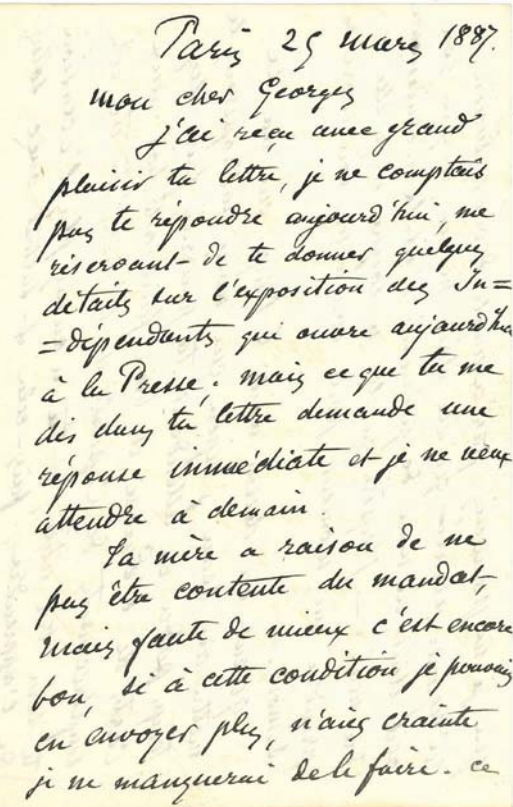 Paris 25 mars 1887.
mon cher Georges
j'ai reçu avec grand
plaisir ta lettre, je ne comptais
pas te répondre aujourd'hui, me
réservant de te donner quelques
détails sur l'exposition des In=
=dépendants qui ouvre aujourd'hui
à la Presse, mais ce que tu me
dis dans ta lettre demande une
réponse immédiate et je ne veux
attendre à demain.
Ta mère a raison de ne
pas être contente du mandat,
mais faute de mieux c'est encore
bon, si à cette condition je pouvais
en envoyer plus, n'aies crainte
je ne manquerai de le faire. ce